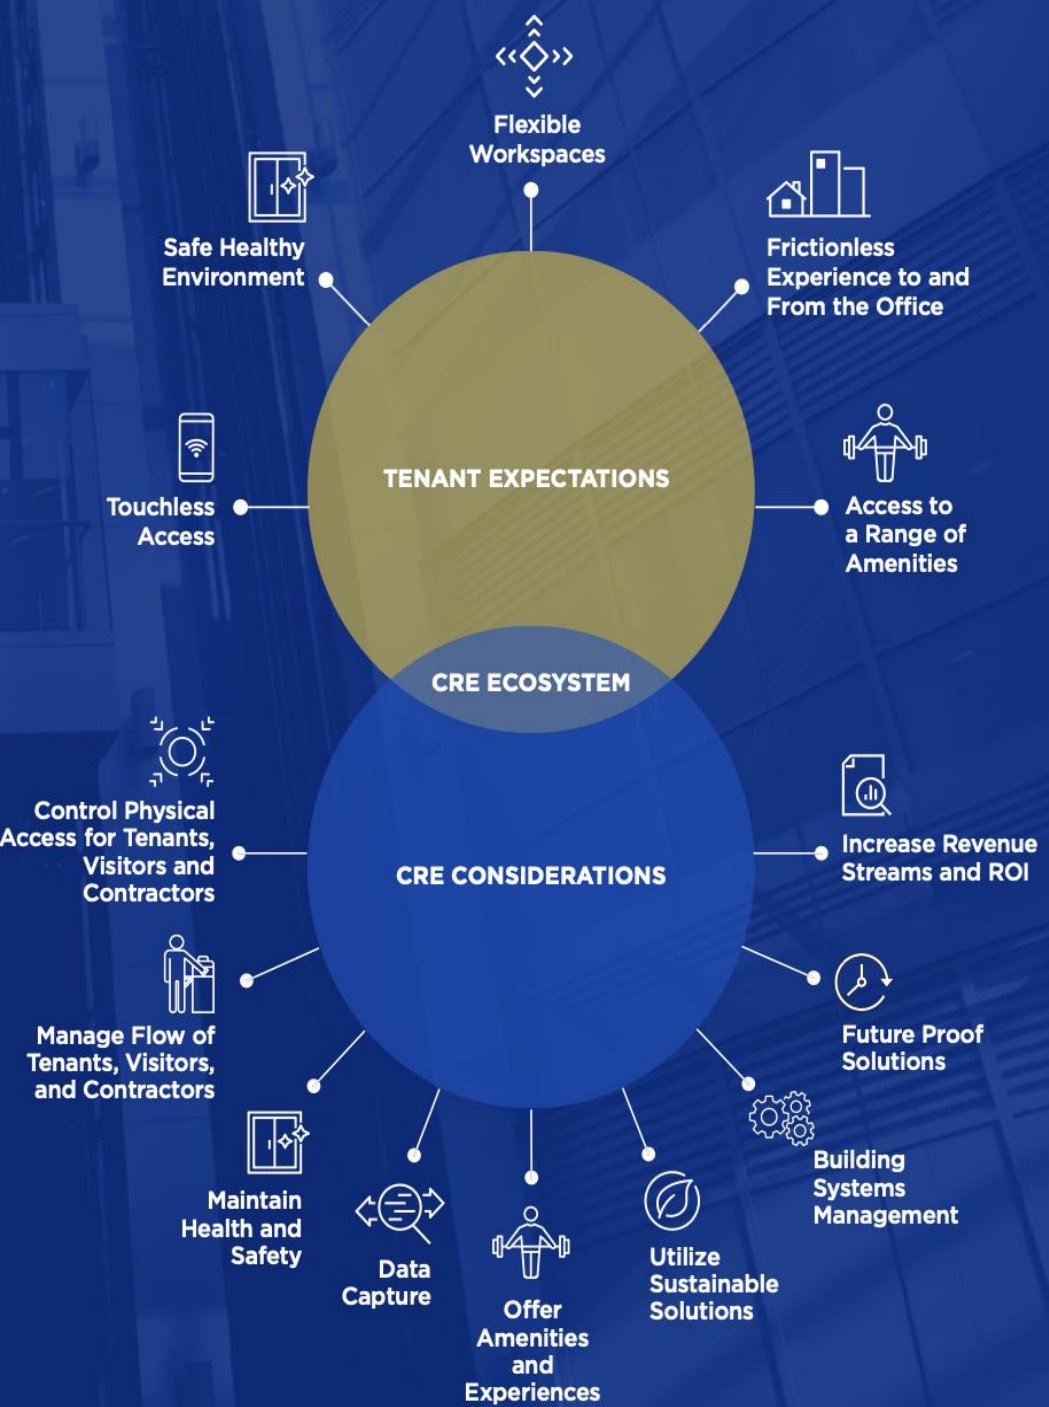 Flexible
Workspaces
Safe Healthy
Environment
Frictionless
Experience to and
From the Office
Touchless
Access
TENANT EXPECTATIONS
Access to
a Range of
Amenities
CRE ECOSYSTEM
Control Physical
Access for Tenants,
Visitors and
Contractors
CRE CONSIDERATIONS
Increase Revenue
Streams and ROI
Manage Flow of
Tenants, Visitors,
and Contractors
Future Proof
Solutions
Maintain
Health and
Safety
Data
Capture
Offer
Amenities
and
Experiences
Utilize
Sustainable
Solutions
Building
Systems
Management